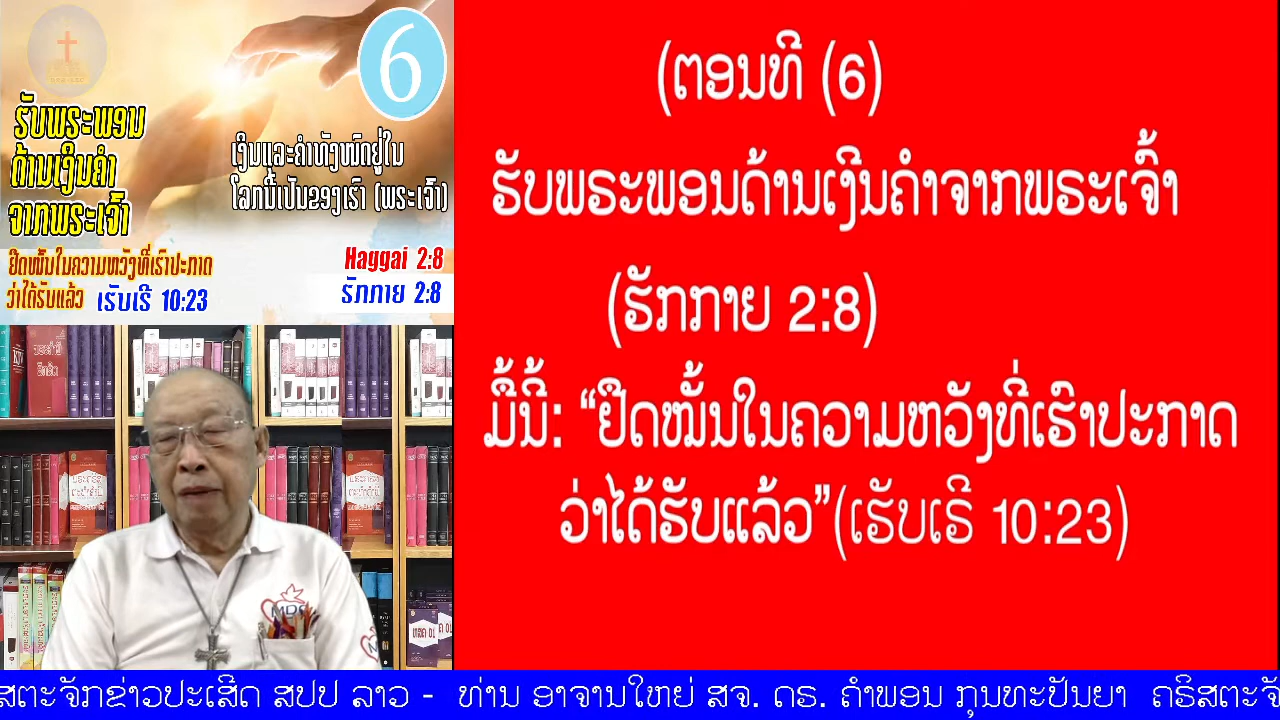 6
ຮັບພຣະພອນ
ດ້ານເງິນຄຳ
ຈາກພຣະເຈົ້າ
ເງິນແລະຄຳທັງໝົດຢູ່ໃນ
ໂລກນີ້ເປັນຂອງເຮົາ (ພຣະເຈົ້າ)
Haggai 2:8
ຮັກກາຍ 2:8
ຢຶດໝັ້ນໃນຄວາມຫວັງທີ່ເຮົາປະກາດ
ວ່າໄດ້ຮັບແລ້ວ ເຮັບເຣີ 10:23
(ຕອນທີ (6)
ຮັບພຣະພອນດ້ານເງິນຄຳຈາກພຣະເຈົ້າ
(ຮັກກາຍ 2:8)
ມື້ນີ້: “ຢຶດໝັ້ນໃນຄວາມຫວັງທີ່ເຮົາປະກາດ
ວ່າໄດ້ຮັບແລ້ວ”(ເຮັບເຣີ 10:23)
MDC
ສຕະຈັກຂ່າວປະເສີດ ສປປ ລາວ - ທ່ານ ອາຈານໃຫຍ່ ສຈ. ດຣ. ຄຳພອນ ກຸນທະປັນຍາ ຄຣິສຕະຈັ